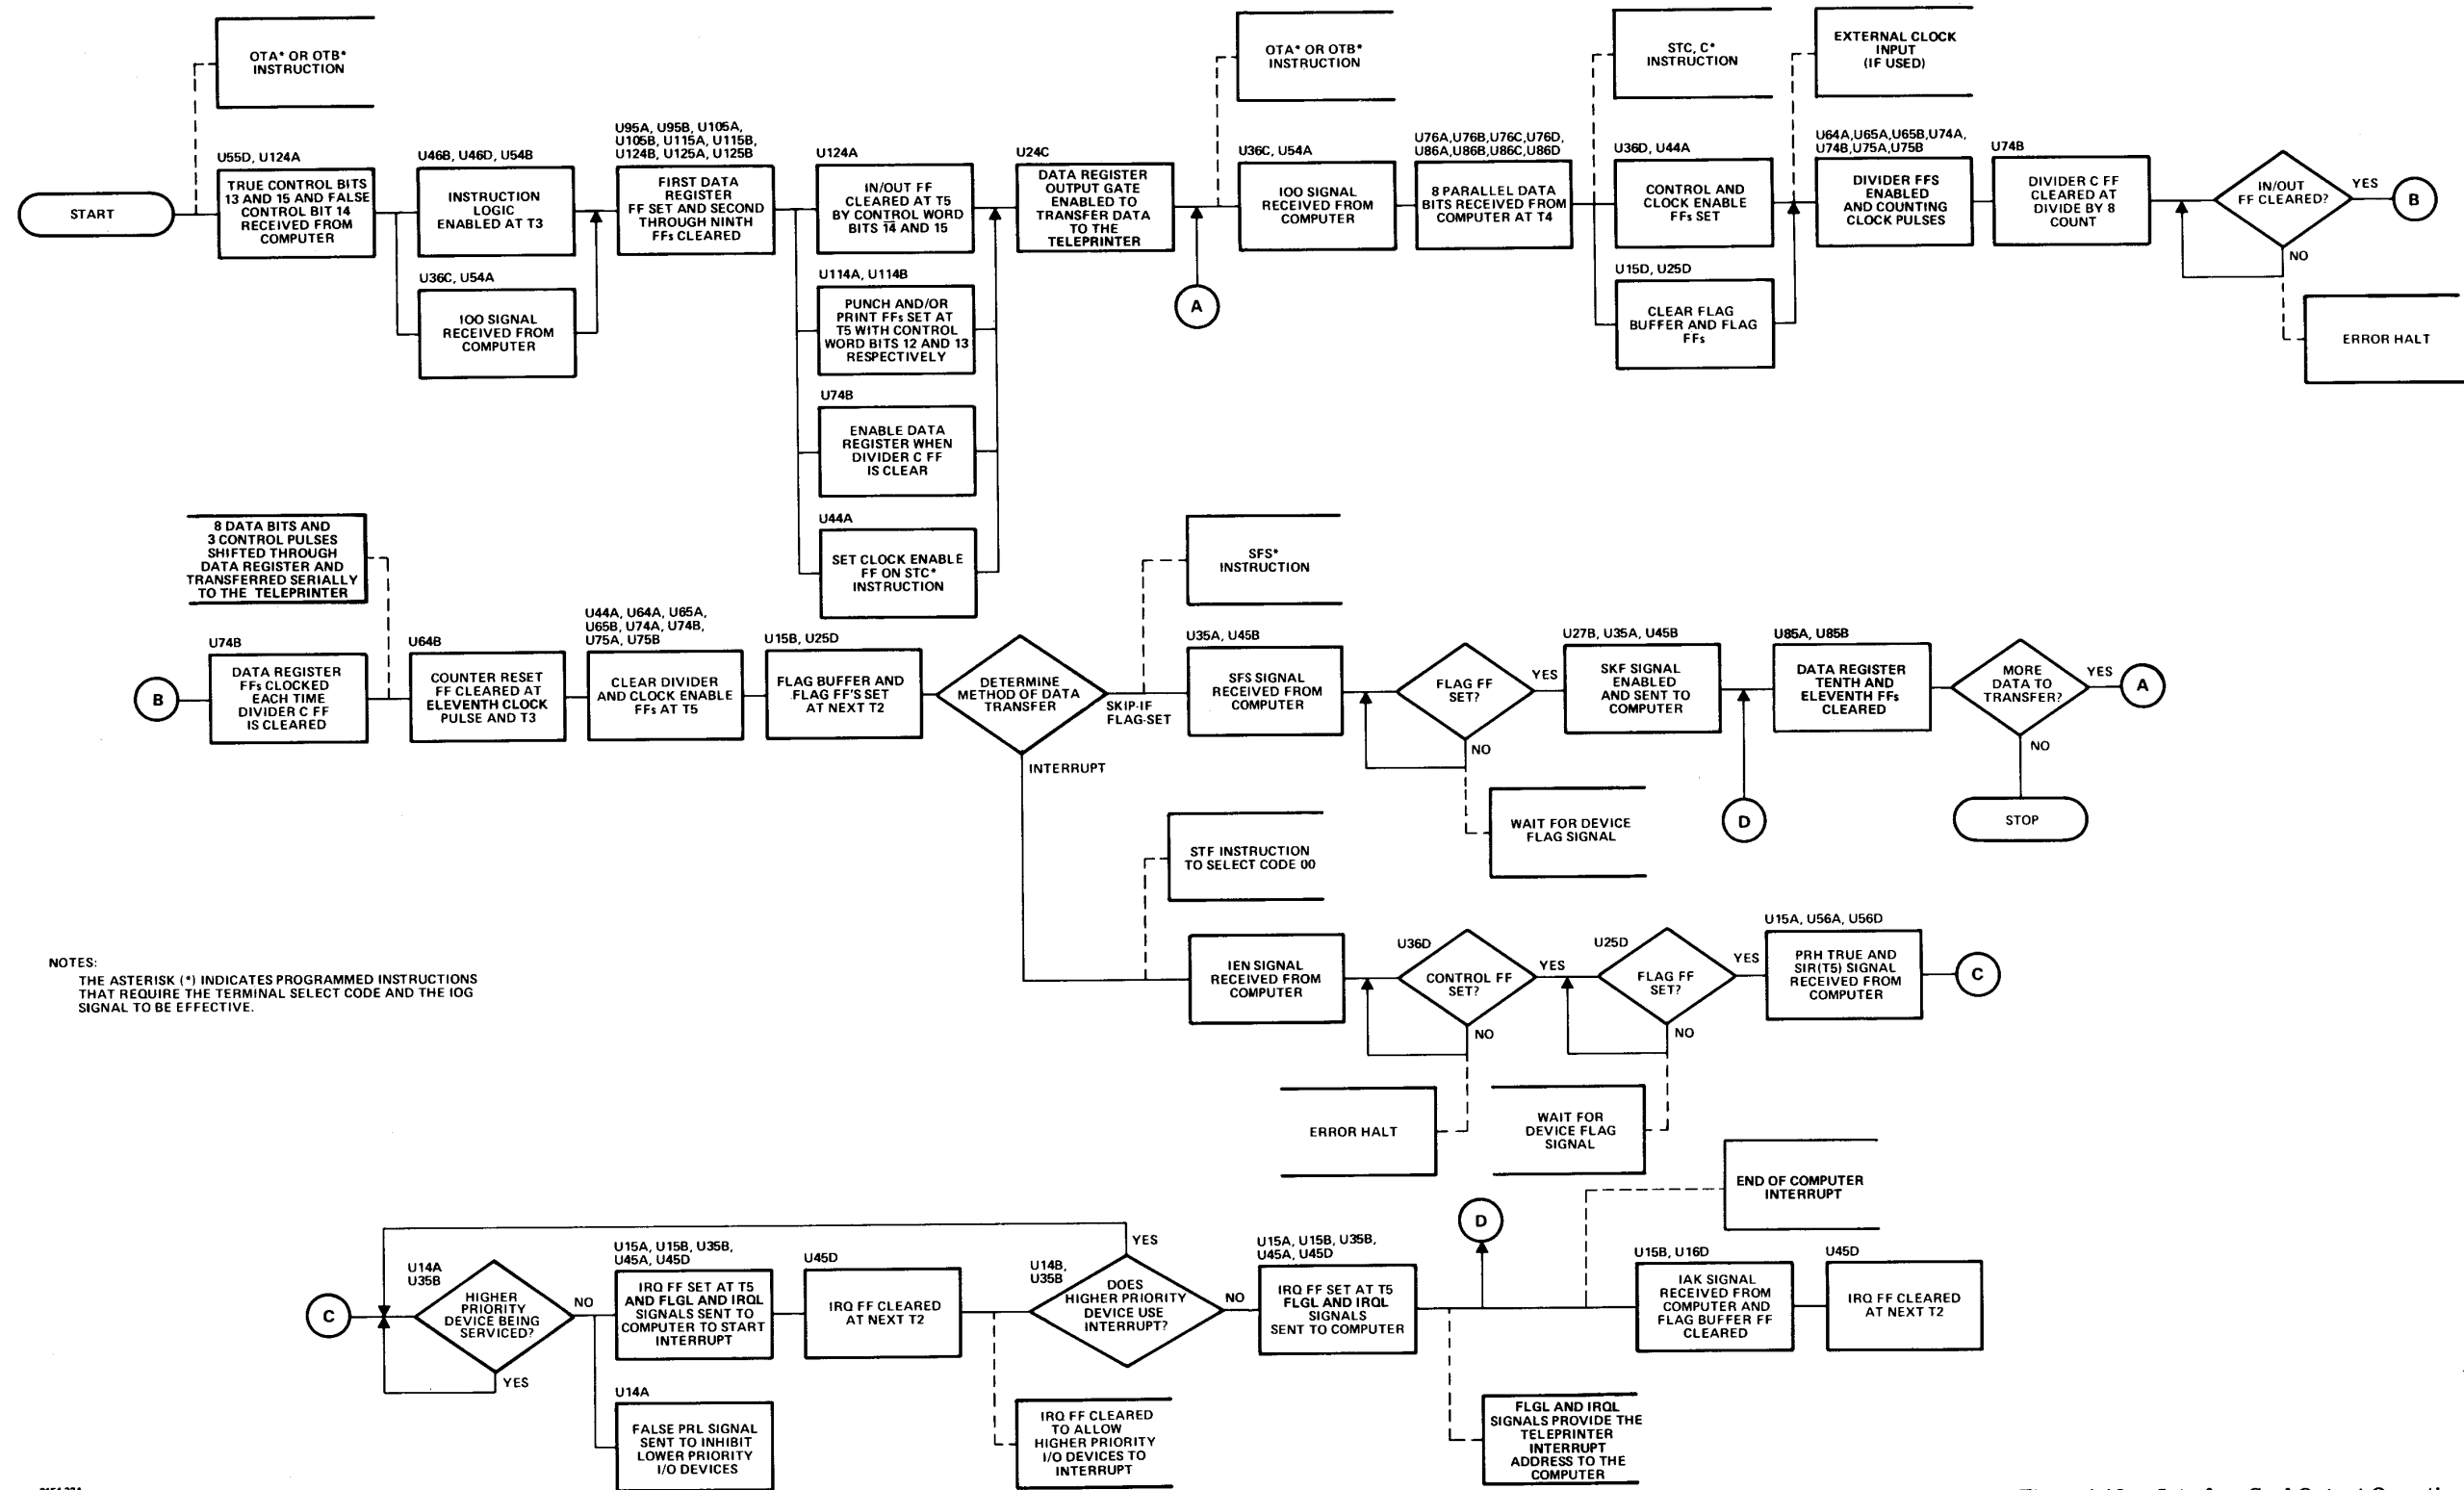 OTA* OR OTB*
INSTRUCTION
U55D, U124A
START
TRUE CONTROL BITS
13 AND 15 AND FALSE
CONTROL BIT 14
RECEIVED FROM
COMPUTER
U46B, U46D, U54B
INSTRUCTION
LOGIC
ENABLED AT T3
U36C, U54A
IOO SIGNAL
RECEIVED FROM
COMPUTER
U95A, U95B, U105A,
U105B, U115A, U115B,
U124B, U125A, U125B
FIRST DATA
REGISTER
FF SET AND SECOND
THROUGH NINTH
FFs CLEARED
U124A
IN/OUT FF
CLEARED AT T5
BY CONTROL WORD
BITS 14 AND 15
U114A, U114B
PUNCH AND/OR
PRINT FFs SET AT
T5 WITH CONTROL
WORD BITS 12 AND 13
RESPECTIVELY
U74B
ENABLE DATA
REGISTER WHEN
DIVIDER C FF
IS CLEAR
U44A
SET CLOCK ENABLE
FF ON STC*
INSTRUCTION
U24C
DATA REGISTER
OUTPUT GATE
ENABLED TO
TRANSFER DATA
TO THE
TELEPRINTER
A
OTA* OR OTB*
INSTRUCTION
U36C, U54A
IOO SIGNAL
RECEIVED FROM
COMPUTER
U76A,U76B,U76C,U76D,
U86A,U86B,U86C,U86D
8 PARALLEL DATA
BITS RECEIVED FROM
COMPUTER AT T4
STC, C*
INSTRUCTION
U36D, U44A
CONTROL AND
CLOCK ENABLE
FFs SET
U15D, U25D
CLEAR FLAG
BUFFER AND FLAG
FFs
EXTERNAL CLOCK
INPUT
(IF USED)
U64A,U65A,U65B,U74A,
U74B,U75A,U75B
DIVIDER FFS
ENABLED
AND COUNTING
CLOCK PULSES
U74B
DIVIDER C FF
CLEARED AT
DIVIDE BY 8
COUNT
IN/OUT
FF CLEARED?
YES
B
NO
ERROR HALT
8 DATA BITS AND
3 CONTROL PULSES
SHIFTED THROUGH
DATA REGISTER AND
TRANSFERRED SERIALLY
TO THE TELEPRINTER
B
U74B
DATA REGISTER
FFs CLOCKED
EACH TIME
DIVIDER C FF
IS CLEARED
U64B
COUNTER RESET
FF CLEARED AT
ELEVENTH CLOCK
PULSE AND T3
U44A, U64A, U65A,
U65B, U74A, U74B,
U75A, U75B
CLEAR DIVIDER
AND CLOCK ENABLE
FFs AT T5
U15B, U25D
FLAG BUFFER AND
FLAG FF'S SET
AT NEXT T2
DETERMINE
METHOD OF DATA
TRANSFER
SKIP-IF
FLAG-SET
INTERRUPT
SFS*
INSTRUCTION
U35A, U45B
SFS SIGNAL
RECEIVED FROM
COMPUTER
FLAG FF
SET?
YES
NO
WAIT FOR DEVICE
FLAG SIGNAL
U27B, U35A, U45B
SKF SIGNAL
ENABLED
AND SENT TO
COMPUTER
D
U85A, U85B
DATA REGISTER
TENTH AND
ELEVENTH FFs
CLEARED
MORE
DATA TO
TRANSFER?
YES
A
NO
STOP
STF INSTRUCTION
TO SELECT CODE 00
IEN SIGNAL
RECEIVED FROM
COMPUTER
U36D
CONTROL FF
SET?
YES
NO
ERROR HALT
U25D
FLAG FF
SET?
YES
NO
WAIT FOR
DEVICE FLAG
SIGNAL
U15A, U56A, U56D
PRH TRUE AND
SIR(T5) SIGNAL
RECEIVED FROM
COMPUTER
C
NOTES:
THE ASTERISK (*) INDICATES PROGRAMMED INSTRUCTIONS
THAT REQUIRE THE TERMINAL SELECT CODE AND THE IOG
SIGNAL TO BE EFFECTIVE.
C
U14A
U35B
HIGHER
PRIORITY
DEVICE BEING
SERVICED?
NO
YES
U15A, U15B, U35B,
U45A, U45D
IRQ FF SET AT T5
AND FLGL AND IRQL
SIGNALS SENT TO
COMPUTER TO START
INTERRUPT
U14A
FALSE PRL SIGNAL
SENT TO INHIBIT
LOWER PRIORITY
I/O DEVICES
U45D
IRQ FF CLEARED
AT NEXT T2
IRQ FF CLEARED
TO ALLOW
HIGHER PRIORITY
I/O DEVICES TO
INTERRUPT
U14B,
U35B
DOES
HIGHER PRIORITY
DEVICE USE
INTERRUPT?
YES
NO
U15A, U15B, U35B,
U45A, U45D
IRQ FF SET AT T5
FLGL AND IRQL
SIGNALS
SENT TO COMPUTER
D
FLGL AND IRQL
SIGNALS PROVIDE THE
TELEPRINTER
INTERRUPT
ADDRESS TO THE
COMPUTER
END OF COMPUTER
INTERRUPT
U15B, U16D
IAK SIGNAL
RECEIVED FROM
COMPUTER AND
FLAG BUFFER FF
CLEARED
U45D
IRQ FF CLEARED
AT NEXT T2